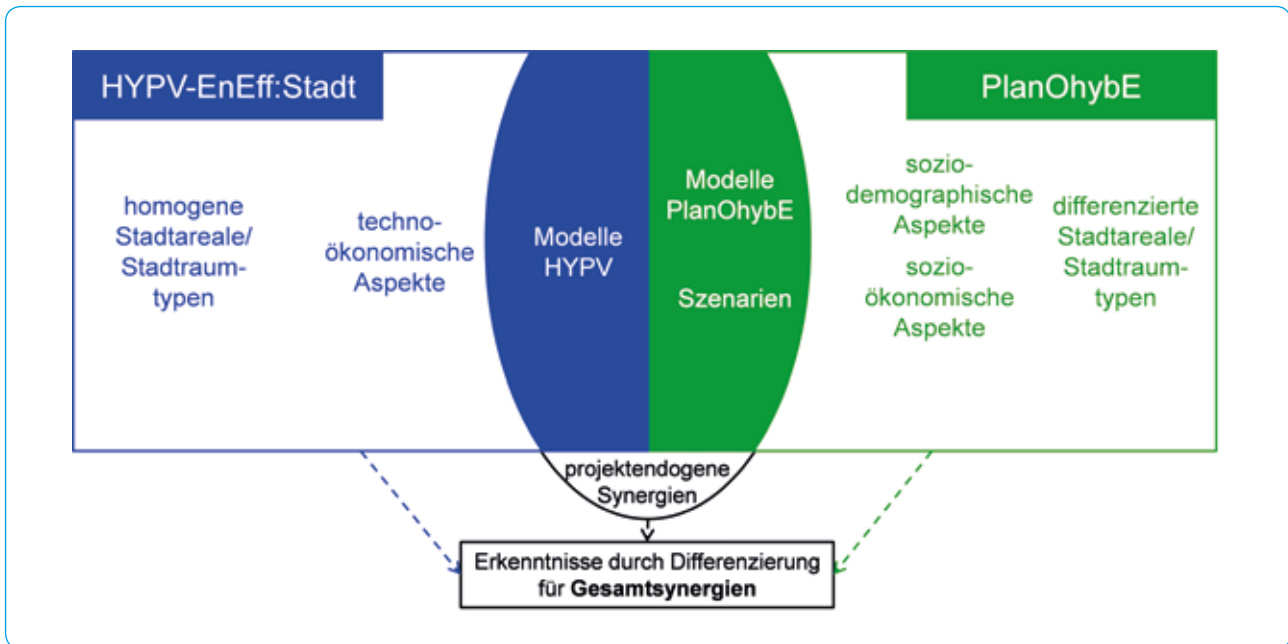 HYPV-EnEff:Stadt
homogene
Stadtareale/
Stadtraum-
typen
techno-
ökonomische
Aspekte
Modelle
HYPV
Modelle
PlanOhybE
Szenarien
PlanOhybE
sozio-
demographische
Aspekte
sozio-
ökonomische
Aspekte
differenzierte
Stadtareale/
Stadtraum-
typen
projektendogene
Synergien
Erkenntnisse durch Differenzierung
für Gesamtsynergien